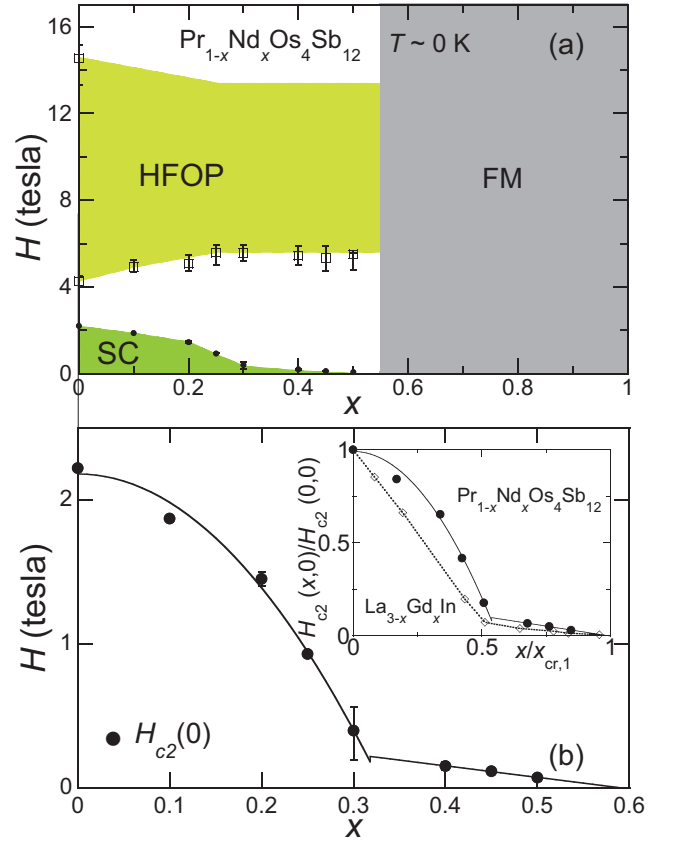 Pr1-xNdxOs4Sb12
T ~ 0 K
(a)
16
12
8
4
0
H (tesla)
HFOP
FM
SC
0
0.2
0.4
0.6
0.8
1
x
2
1
0
H (tesla)
Hc2(0)
(b)
0
0.1
0.2
0.3
0.4
0.5
0.6
x
1
0.5
0
Hc2 (x,0)/Hc2 (0,0)
Pr1-xNdxOs4Sb12
La3-xGdxIn
0
0.5
1
x/xcr,1